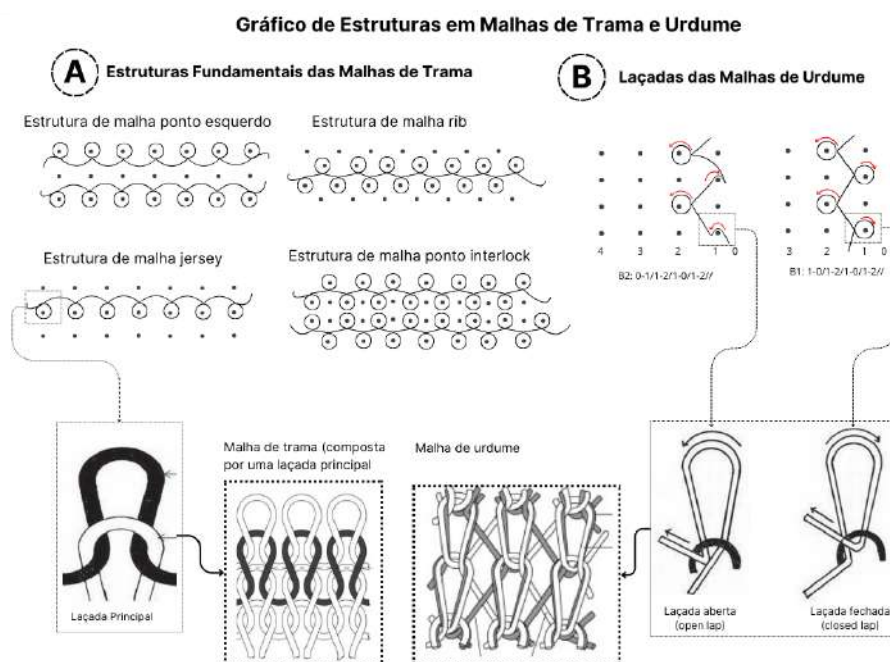 Gráfico de Estruturas em Malhas de Trama e Urdume
A Estruturas Fundamentais das Malhas de Trama
B Laçadas das Malhas de Urdume
Estrutura de malha ponto esquerdo
Estrutura de malha rib
Estrutura de malha jersey
Estrutura de malha ponto interlock
4 3 2 1 0
B2: 0-1/1-2/1-0/1-2//
3 2 1 0
B1: 1-0/1-2/1-0/1-2//
Laçada Principal
Malha de trama (composta
por uma laçada principal
Malha de urdume
Laçada aberta
(open lap)
Laçada fechada
(closed lap)